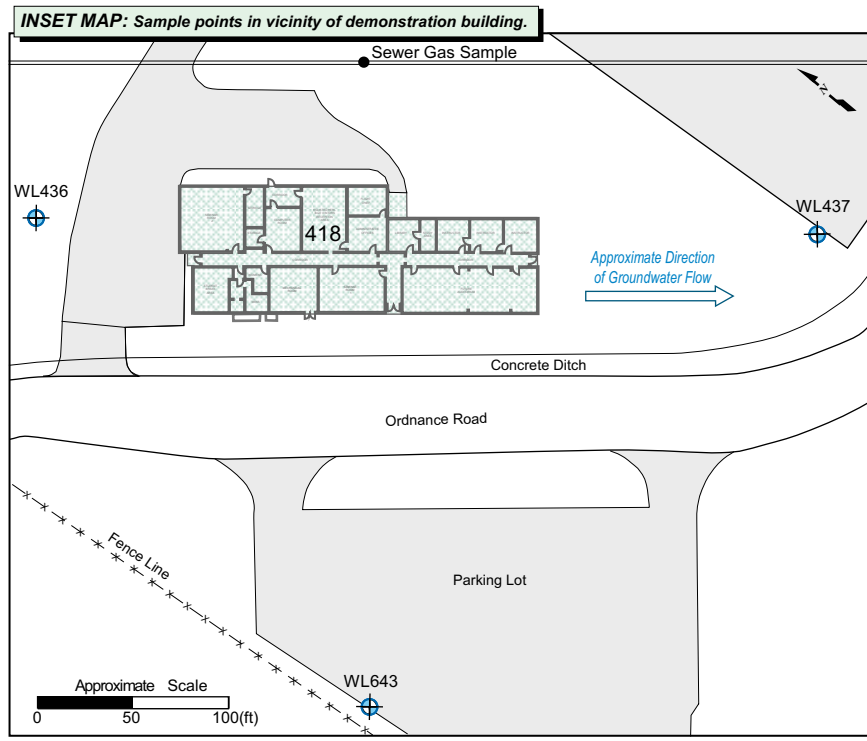 INSET MAP: Sample points in vicinity of demonstration building.
Sewer Gas Sample
N
WL436
WL437
418
Approximate Direction
of Groundwater Flow
Concrete Ditch
Ordnance Road
Fence Line
Parking Lot
WL643
Approximate Scale
0 50 100(ft)